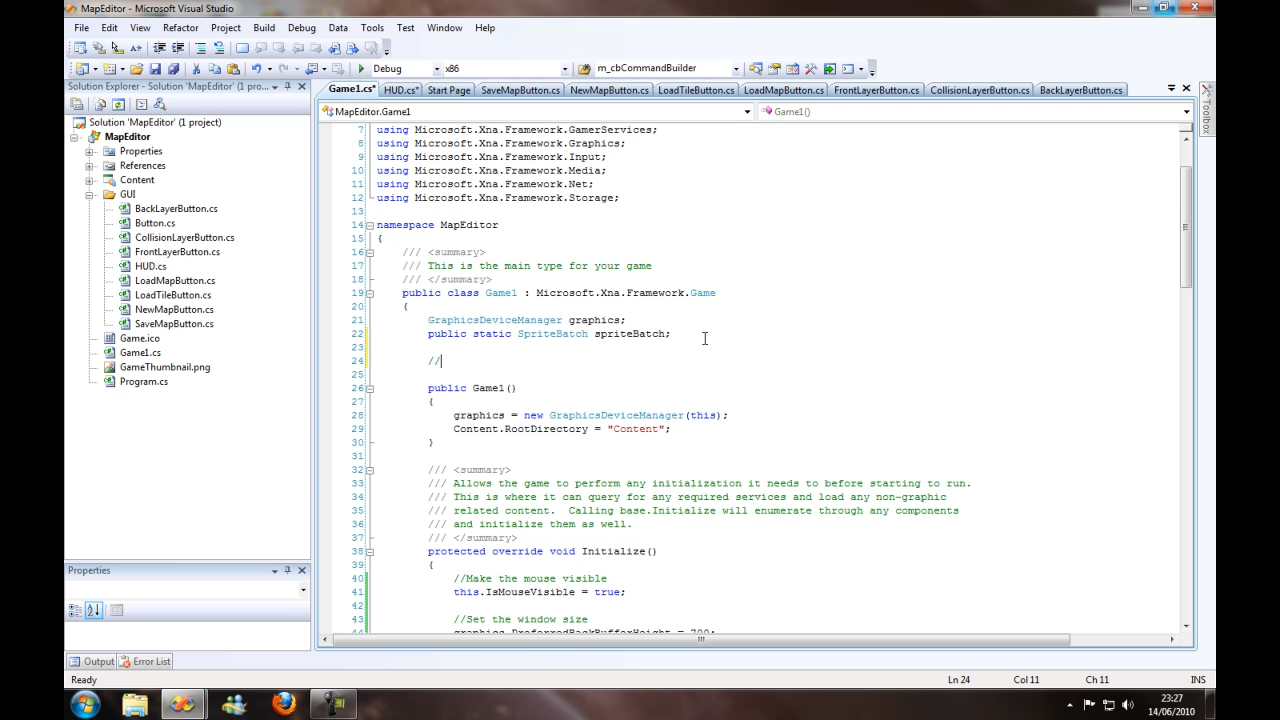 MapEditor - Microsoft Visual Studio
File Edit View Refactor Project Build Debug Data Tools Test Window Help
Debug x86 m_cbCommandBuilder
Solution Explorer - Solution 'MapEditor' (1 pro...
Game1.cs* HUD.cs* Start Page SaveMapButton.cs NewMapButton.cs LoadTileButton.cs LoadMapButton.cs FrontLayerButton.cs CollisionLayerButton.cs BackLayerButton.cs
MapEditor.Game1 Game1()
Toolbox
Solution 'MapEditor' (1 project)
MapEditor
Properties
References
Content
GUI
BackLayerButton.cs
Button.cs
CollisionLayerButton.cs
FrontLayerButton.cs
HUD.cs
LoadMapButton.cs
LoadTileButton.cs
NewMapButton.cs
SaveMapButton.cs
Game.ico
Game1.cs
GameThumbnail.png
Program.cs
7 using Microsoft.Xna.Framework.GamerServices;
8 using Microsoft.Xna.Framework.Graphics;
9 using Microsoft.Xna.Framework.Input;
10 using Microsoft.Xna.Framework.Media;
11 using Microsoft.Xna.Framework.Net;
12 using Microsoft.Xna.Framework.Storage;
13
14 namespace MapEditor
15 {
16 /// <summary>
17 /// This is the main type for your game
18 /// </summary>
19 public class Game1 : Microsoft.Xna.Framework.Game
20 {
21 GraphicsDeviceManager graphics;
22 public static SpriteBatch spriteBatch;
23
24 //
25
26 public Game1()
27 {
28 graphics = new GraphicsDeviceManager(this);
29 Content.RootDirectory = "Content";
30 }
31
32 /// <summary>
33 /// Allows the game to perform any initialization it needs to before starting to run.
34 /// This is where it can query for any required services and load any non-graphic
35 /// related content.  Calling base.Initialize will enumerate through any components
36 /// and initialize them as well.
37 /// </summary>
38 protected override void Initialize()
39 {
40 //Make the mouse visible
41 this.IsMouseVisible = true;
42
43 //Set the window size
44 graphics.PreferredBackBufferHeight = 700;
Properties
Output Error List
Ready Ln 24 Col 11 Ch 11 INS
23:27
14/06/2010